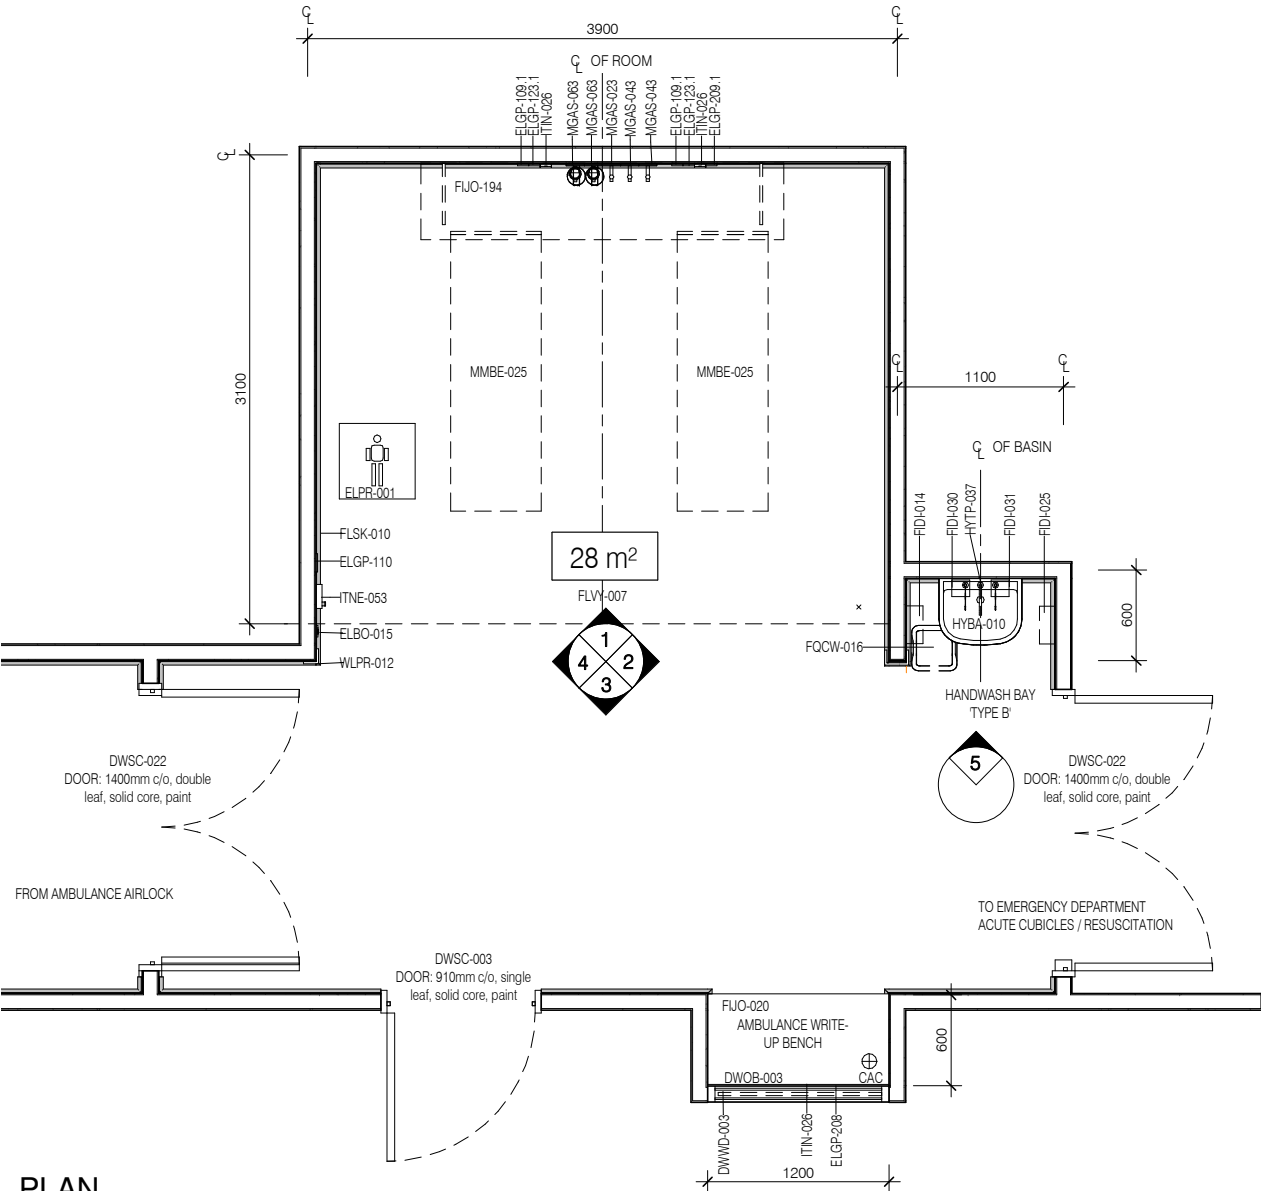 ℄
℄
3900
℄ OF ROOM
ELGP-109.1
ELGP-123.1
ITIN-026
MGAS-063
MGAS-063
MGAS-023
MGAS-043
MGAS-043
ELGP-109.1
ELGP-123.1
ITIN-026
ELGP-209.1
℄
FIJO-194
3100
MMBE-025
MMBE-025
℄
℄
1100
℄ OF BASIN
ELPR-001
FIDI-014
FIDI-030
HYTP-037
FIDI-031
FIDI-025
FLSK-010
ELGP-110
28 m²
ITNE-053
FLVY-007
ELBO-015
WLPR-012
1
2
3
4
FQCW-016
HYBA-010
600
HANDWASH BAY
'TYPE B'
5
DWSC-022
DOOR: 1400mm c/o, double
leaf, solid core, paint
DWSC-022
DOOR: 1400mm c/o, double
leaf, solid core, paint
FROM AMBULANCE AIRLOCK
TO EMERGENCY DEPARTMENT
ACUTE CUBICLES / RESUSCITATION
DWSC-003
DOOR: 910mm c/o, single
leaf, solid core, paint
FIJO-020
AMBULANCE WRITE-
UP BENCH
600
DWOB-003
CAC
DWWD-003
ITIN-026
ELGP-208
1200
PLAN